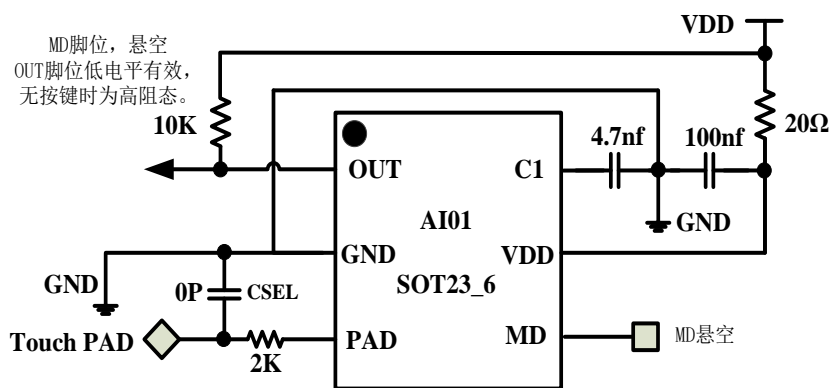 VDD
MD脚位，悬空
OUT脚位低电平有效，
无按键时为高阻态。
10K
20Ω
4.7nf
100nf
OUT
C1
AI01
GND
GND
VDD
SOT23_6
GND
0P
CSEL
Touch PAD
2K
PAD
MD
MD悬空